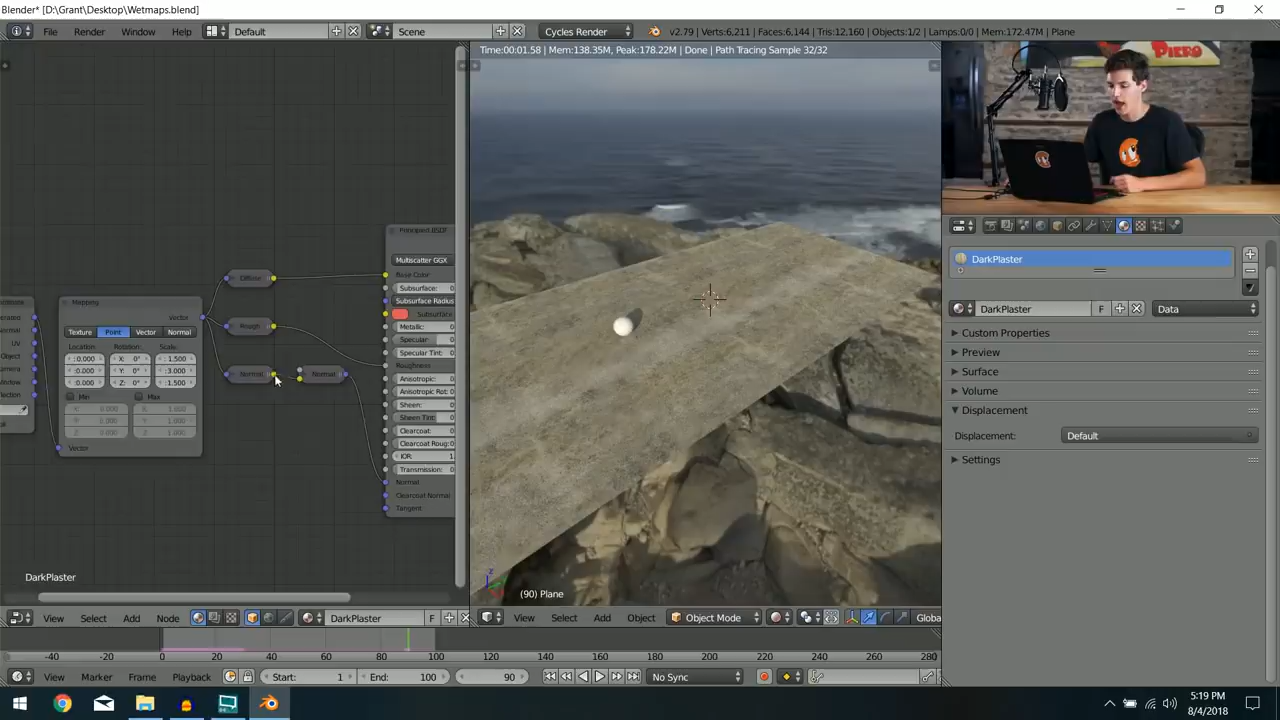 Blender* [D:\Grant\Desktop\Wetmaps.blend]
File Render Window Help Default Scene Cycles Render v2.79 | Verts:6,211 | Faces:6,144 | Tris:12,160 | Objects:1/2 | Lamps:0/0 | Mem:172.47M | Plane
Time:00:01.58 | Mem:138.35M, Peak:178.22M | Done | Path Tracing Sample 32/32
Mapping
Vector
Texture Point Vector Normal
Location: Rotation: Scale:
:0.000 X: 0° :1.500
:0.000 Y: 0° :3.000
:0.000 Z: 0° :1.500
Min Max
X: 0.000 X: 1.000
Y: 0.000 Y: 1.000
Z: 0.000 Z: 1.000
Vector
Normal
UV
Object
Diffuse
Rough
Normal
Normal
Principled BSDF
Multiscatter GGX
Base Color
Subsurface: 0
Subsurface Radius
Subsurface
Metallic: 0
Specular: 0
Specular Tint: 0
Roughness
Anisotropic: 0
Anisotropic Rot: 0
Sheen: 0
Sheen Tint: 0
Clearcoat: 0
Clearcoat Roug: 0
IOR: 1
Transmission: 0
Normal
Clearcoat Normal
Tangent
DarkPlaster
z
(90) Plane
PIERO
DarkPlaster
DarkPlaster F Data
Custom Properties
Preview
Surface
Volume
Displacement
Displacement: Default
Settings
View Select Add Node DarkPlaster F
View Select Add Object Object Mode Global
-40 -20 0 20 40 60 80 100 120 140 160 180 200 220 240 260 280
View Marker Frame Playback Start: 1 End: 100 90 No Sync
5:19 PM
8/4/2018